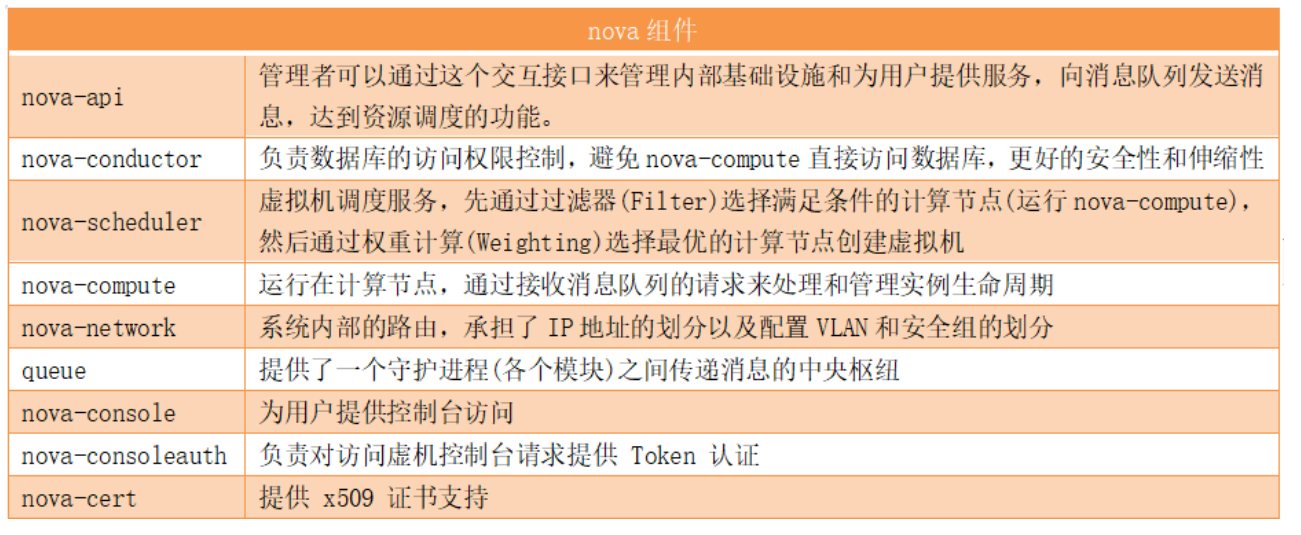 nova 组件
nova-api
管理者可以通过这个交互接口来管理内部基础设施和为用户提供服务，向消息队列发送消
息，达到资源调度的功能。
nova-conductor
负责数据库的访问权限控制，避免 nova-compute 直接访问数据库，更好的安全性和伸缩性
nova-scheduler
虚拟机调度服务，先通过过滤器(Filter)选择满足条件的计算节点(运行 nova-compute)，
然后通过权重计算(Weighting)选择最优的计算节点创建虚拟机
nova-compute
运行在计算节点，通过接收消息队列的请求来处理和管理实例生命周期
nova-network
系统内部的路由，承担了 IP 地址的划分以及配置 VLAN 和安全组的划分
queue
提供了一个守护进程(各个模块)之间传递消息的中央枢纽
nova-console
为用户提供控制台访问
nova-consoleauth
负责对访问虚机控制台请求提供 Token 认证
nova-cert
提供 x509 证书支持